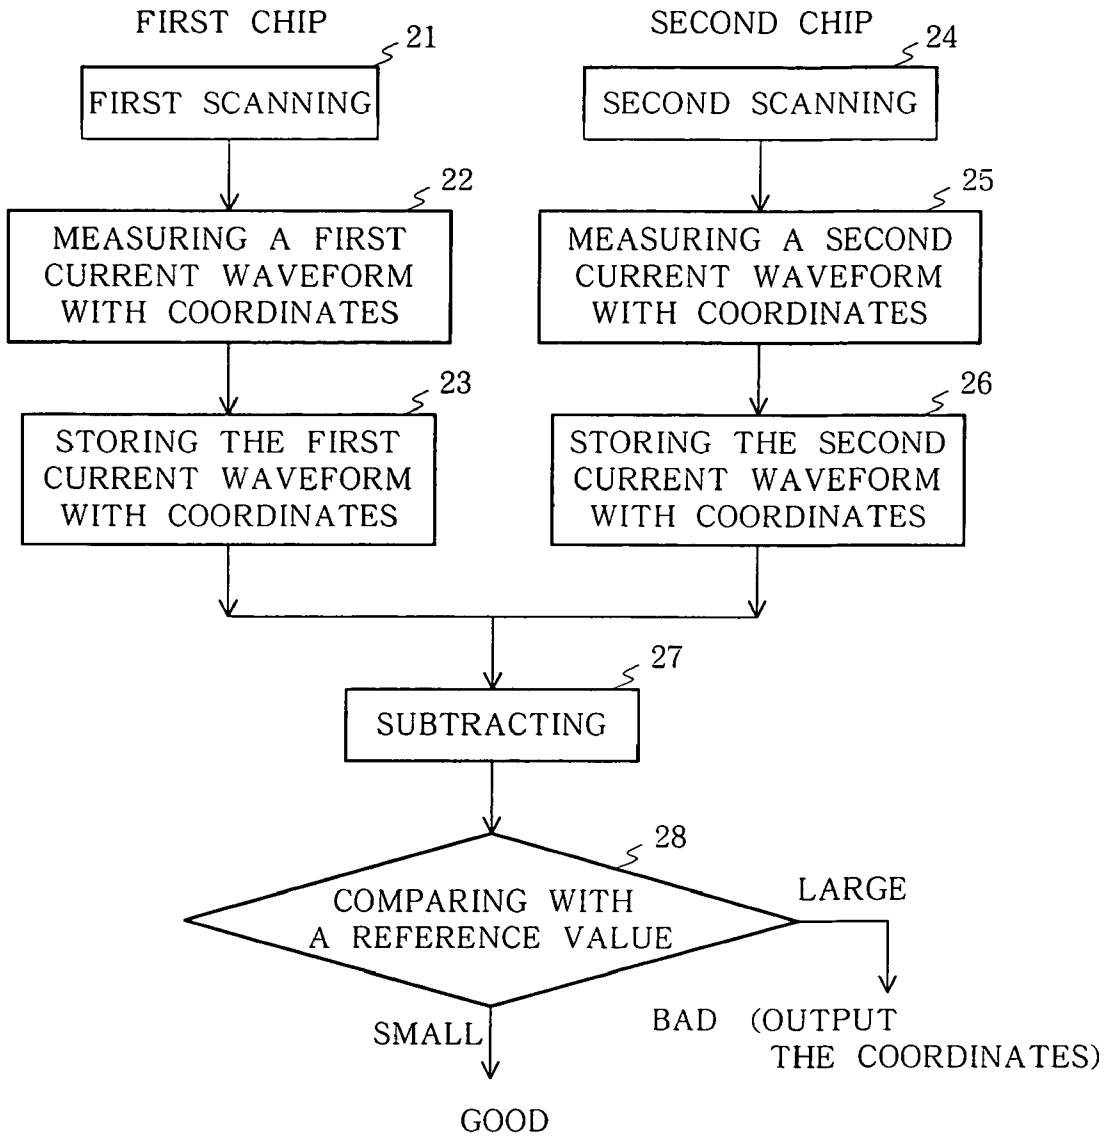 FIRST CHIP
21
FIRST SCANNING
22
MEASURING A FIRST
CURRENT WAVEFORM
WITH COORDINATES
23
STORING THE FIRST
CURRENT WAVEFORM
WITH COORDINATES
SECOND CHIP
24
SECOND SCANNING
25
MEASURING A SECOND
CURRENT WAVEFORM
WITH COORDINATES
26
STORING THE SECOND
CURRENT WAVEFORM
WITH COORDINATES
27
SUBTRACTING
28
COMPARING WITH
A REFERENCE VALUE
LARGE
BAD (OUTPUT
THE COORDINATES)
SMALL
GOOD